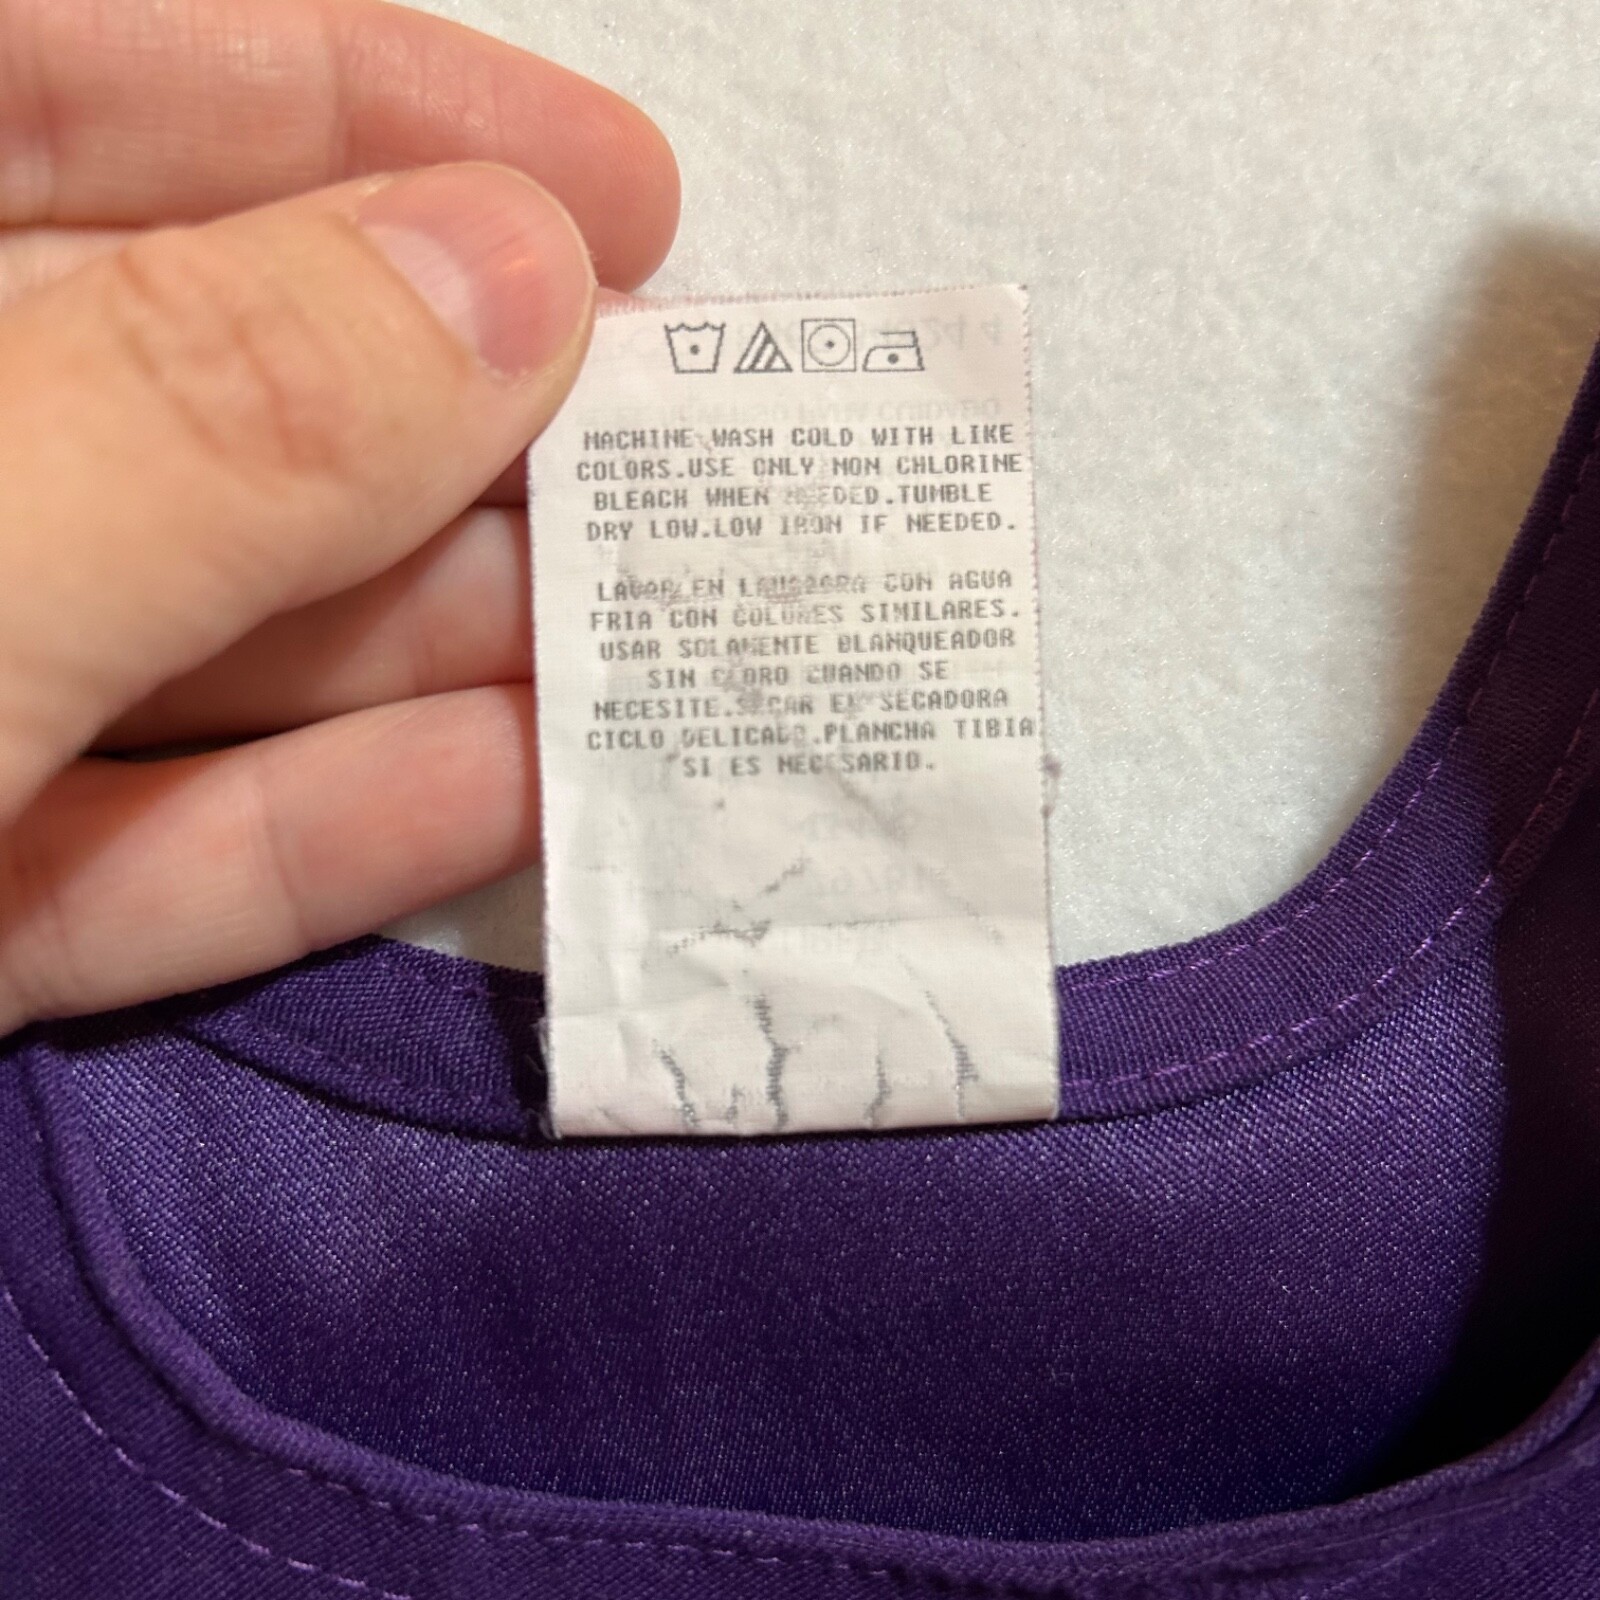 MACHINE WASH COLD WITH LIKE
COLORS.USE ONLY NON CHLORINE
BLEACH WHEN NEEDED.TUMBLE
DRY LOW.LOW IRON IF NEEDED.
LAVAR EN LAVADORA CON AGUA
FRIA CON COLORES SIMILARES.
USAR SOLAMENTE BLANQUEADOR
SIN CLORO CUANDO SE
NECESITE.SECAR EN SECADORA
CICLO DELICADO.PLANCHA TIBIA
SI ES NECESARIO.